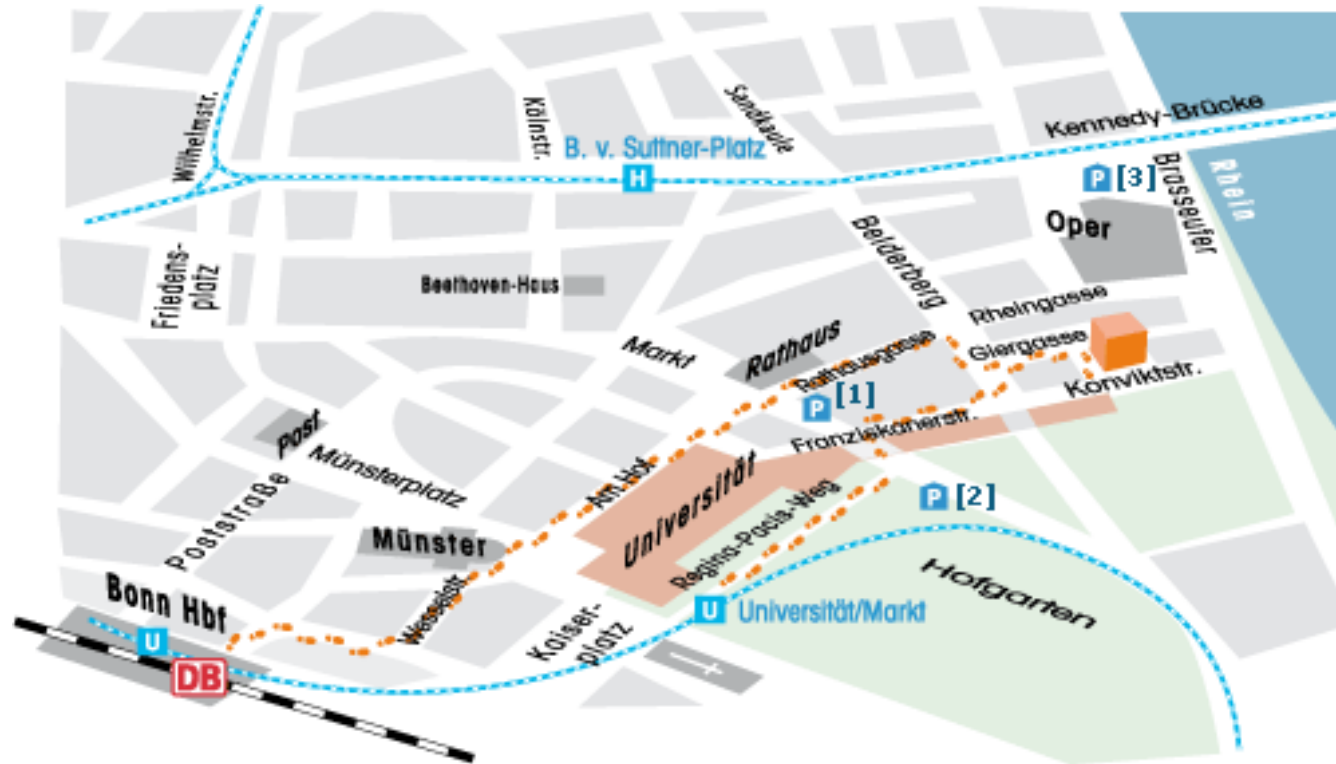 Wilhelmstr.
Kölnstr.
Sandkaule
Kennedy-Brücke
B. v. Suttner-Platz
H
P [3]
Brasseufer
Rhein
Oper
Friedens-
platz
Beethoven-Haus
Belderberg
Rheingasse
Giergasse
Konviktstr.
Markt
Rathaus
Rathausgasse
P [1]
Franziskanerstr.
Post
Münsterplatz
Poststraße
Am Hof
Universität
Regina-Pacis-Weg
P [2]
Münster
Wesselstr.
Hofgarten
Bonn Hbf
U
DB
Kaiser-
platz
U Universität/Markt